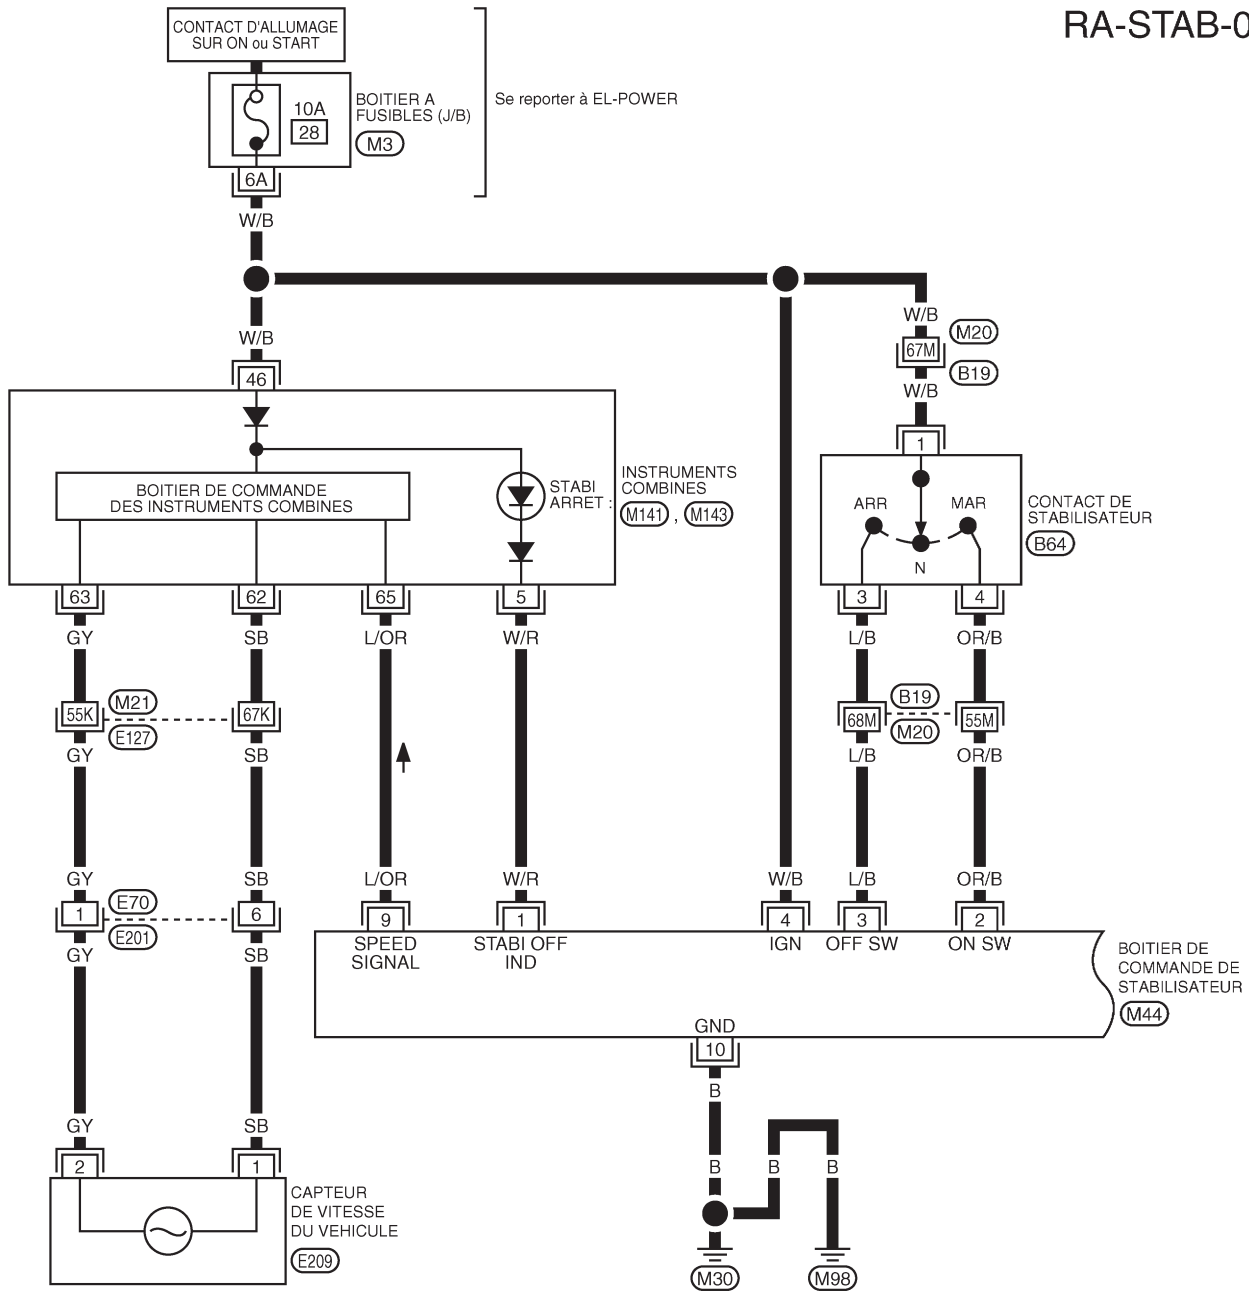 RA-STAB-0
CONTACT D'ALLUMAGE
SUR ON ou START
10A
28
BOITIER A
FUSIBLES (J/B)
M3
Se reporter à EL-POWER
6A
W/B
W/B
46
W/B
67M
M20
B19
W/B
1
BOITIER DE COMMANDE
DES INSTRUMENTS COMBINES
STABI
ARRET :
INSTRUMENTS
COMBINES
M141 , M143
ARR
MAR
N
CONTACT DE
STABILISATEUR
B64
63
62
65
5
3
4
GY
SB
L/OR
W/R
L/B
OR/B
55K
M21
E127
67K
68M
B19
M20
55M
GY
SB
L/B
OR/B
GY
SB
L/OR
W/R
W/B
L/B
OR/B
1
E70
E201
6
9
1
4
3
2
GY
SB
SPEED
SIGNAL
STABI OFF
IND
IGN
OFF SW
ON SW
BOITIER DE
COMMANDE DE
STABILISATEUR
M44
GND
10
B
GY
SB
B
B
B
2
1
CAPTEUR
DE VITESSE
DU VEHICULE
E209
M30
M98